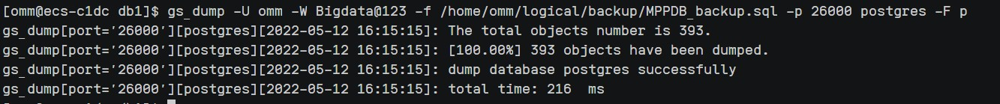 [omm@ecs-c1dc db1]$ gs_dump -U omm -W Bigdata@123 -f /home/omm/logical/backup/MPPDB_backup.sql -p 26000 postgres -F p
gs_dump[port='26000'][postgres][2022-05-12 16:15:15]: The total objects number is 393.
gs_dump[port='26000'][postgres][2022-05-12 16:15:15]: [100.00%] 393 objects have been dumped.
gs_dump[port='26000'][postgres][2022-05-12 16:15:15]: dump database postgres successfully
gs_dump[port='26000'][postgres][2022-05-12 16:15:15]: total time: 216  ms